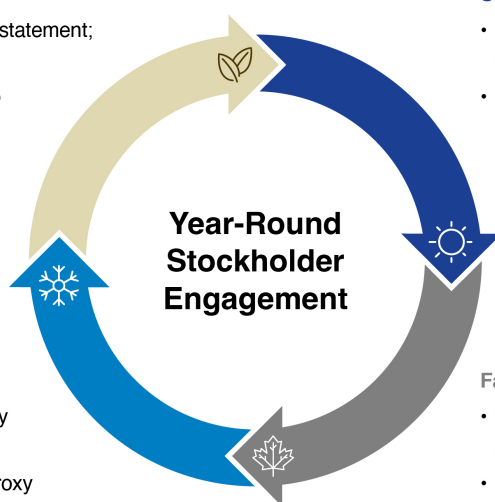 statement;
Year-Round
Stockholder
Engagement
Fa
y
roxy